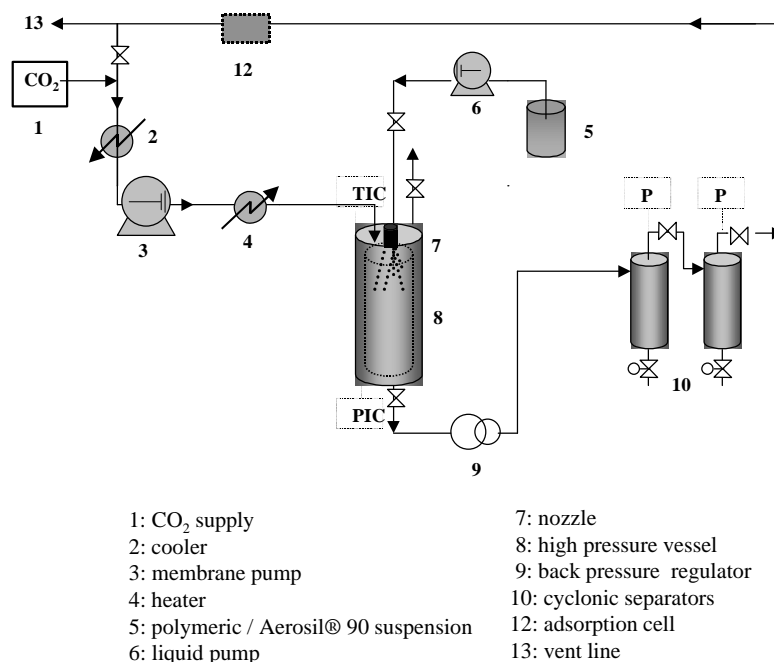 13
12
CO2
1
2
3
4
6
5
TIC
7
8
PIC
9
P
P
10
1: CO2 supply
2: cooler
3: membrane pump
4: heater
5: polymeric / Aerosil® 90 suspension
6: liquid pump
7: nozzle
8: high pressure vessel
9: back pressure regulator
10: cyclonic separators
12: adsorption cell
13: vent line